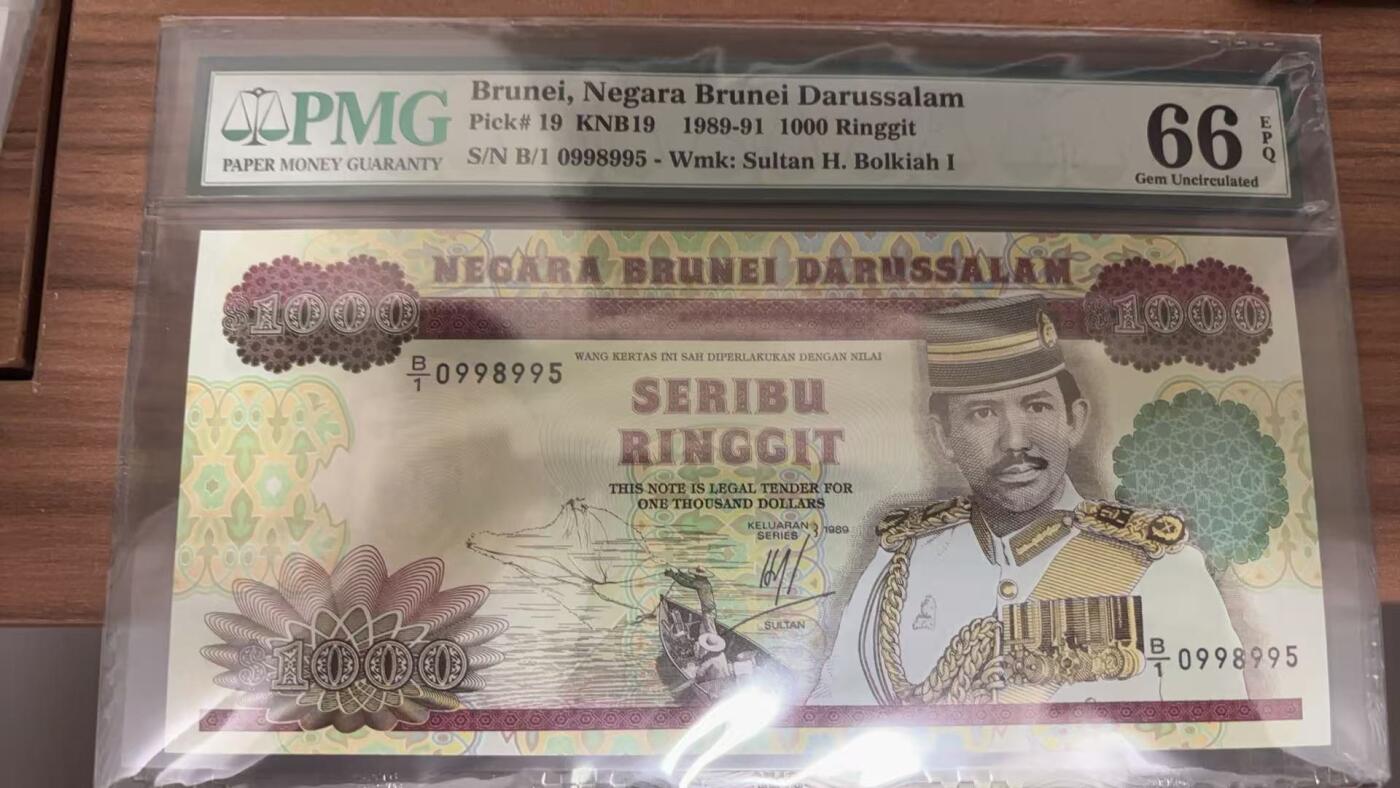 PMG
PAPER MONEY GUARANTY
Brunei, Negara Brunei Darussalam
Pick# 19 KNB19 1989-91 1000 Ringgit
S/N B/1 0998995 - Wmk: Sultan H. Bolkiah I
66
EPQ
Gem Uncirculated
NEGARA BRUNEI DARUSSALAM
$1000
$1000
B/1 0998995
WANG KERTAS INI SAH DIPERLAKUKAN DENGAN NILAI
SERIBU
RINGGIT
THIS NOTE IS LEGAL TENDER FOR
ONE THOUSAND DOLLARS
KELUARAN
SERIES } 1989
SULTAN
$1000
B/1 0998995